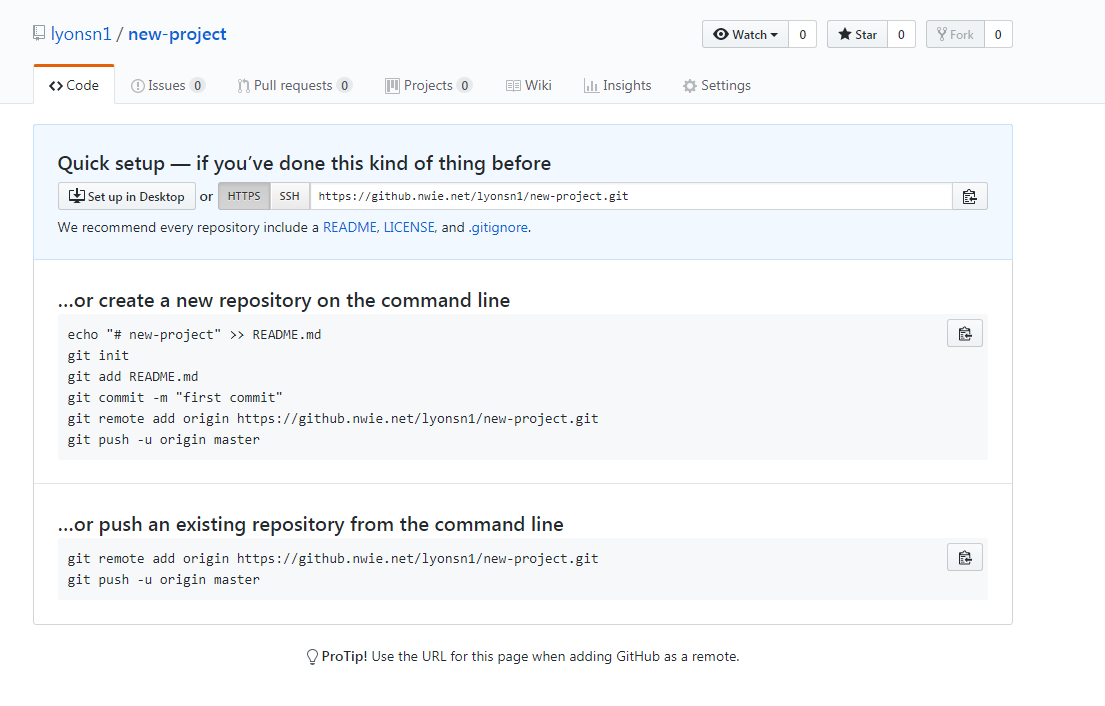 lyonsn1 / new-project
Watch 0 Star 0 Fork 0
Code Issues 0 Pull requests 0 Projects 0 Wiki Insights Settings
Quick setup — if you’ve done this kind of thing before
Set up in Desktop or HTTPS SSH https://github.nwie.net/lyonsn1/new-project.git
We recommend every repository include a README, LICENSE, and .gitignore.
…or create a new repository on the command line
echo "# new-project" >> README.md
git init
git add README.md
git commit -m "first commit"
git remote add origin https://github.nwie.net/lyonsn1/new-project.git
git push -u origin master
…or push an existing repository from the command line
git remote add origin https://github.nwie.net/lyonsn1/new-project.git
git push -u origin master
ProTip! Use the URL for this page when adding GitHub as a remote.